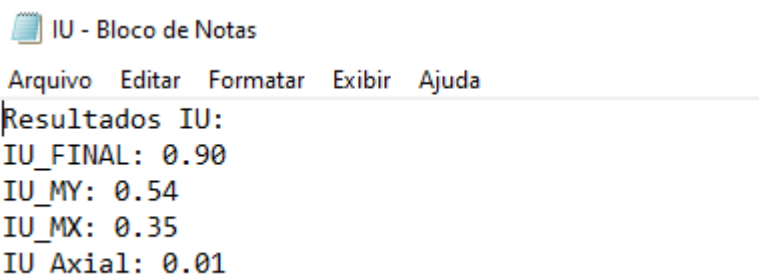 IU - Bloco de Notas
Arquivo Editar Formatar Exibir Ajuda
Resultados IU:
IU_FINAL: 0.90
IU_MY: 0.54
IU_MX: 0.35
IU Axial: 0.01